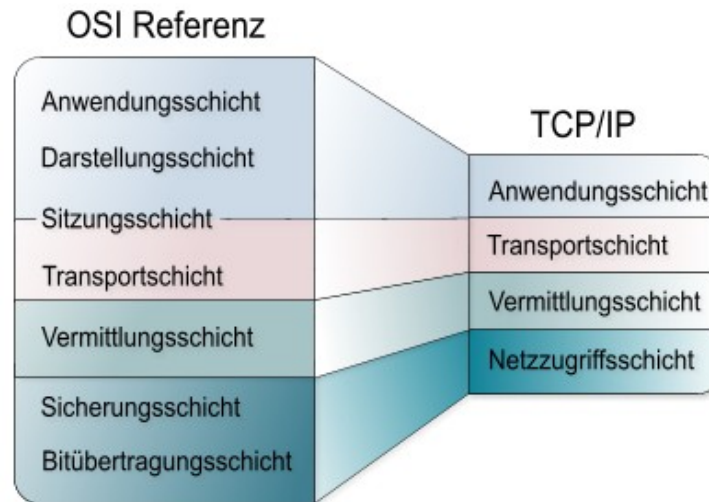 OSI Referenz
Anwendungsschicht
Darstellungsschicht
Sitzungsschicht
Transportschicht
Vermittlungsschicht
Sicherungsschicht
Bitübertragungsschicht
TCP/IP
Anwendungsschicht
Transportschicht
Vermittlungsschicht
Netzzugriffsschicht